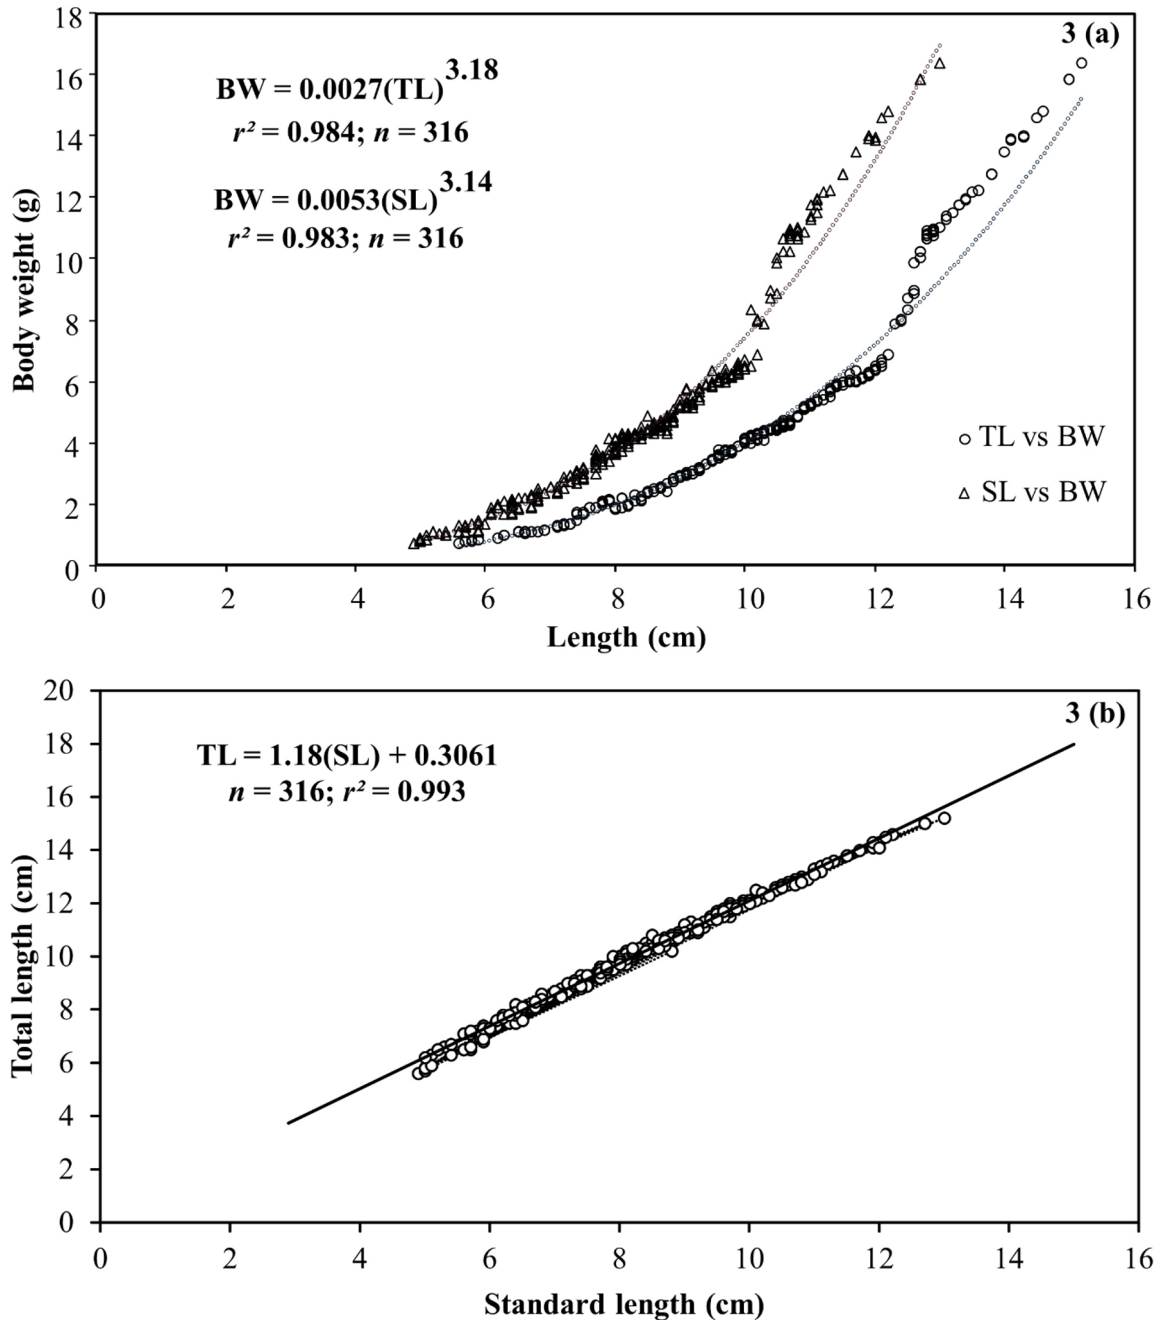 3 (a)
BW = 0.0027(TL)^3.18
r² = 0.984; n = 316
BW = 0.0053(SL)^3.14
r² = 0.983; n = 316
18
16
14
12
10
8
6
4
2
0
Body weight (g)
TL vs BW
SL vs BW
0 2 4 6 8 10 12 14 16
Length (cm)
3 (b)
TL = 1.18(SL) + 0.3061
n = 316; r² = 0.993
20
18
16
14
12
10
8
6
4
2
0
Total length (cm)
0 2 4 6 8 10 12 14 16
Standard length (cm)